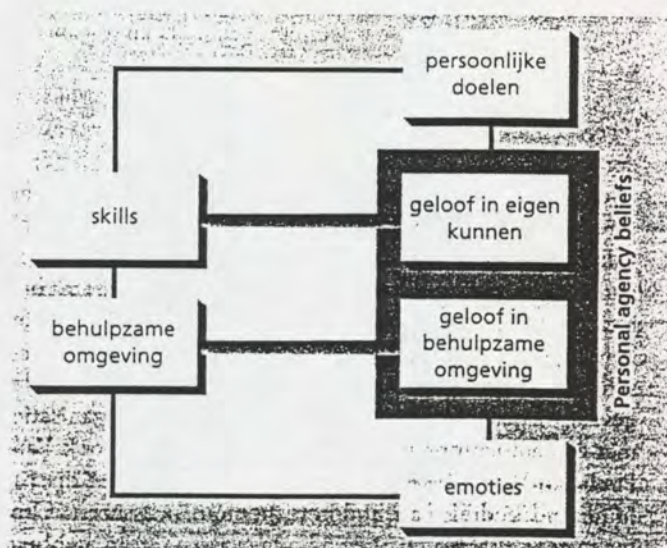 persoonlijke
doelen
skills
geloof in eigen
kunnen
behulpzame
omgeving
geloof in
behulpzame
omgeving
Personal agency beliefs
emoties